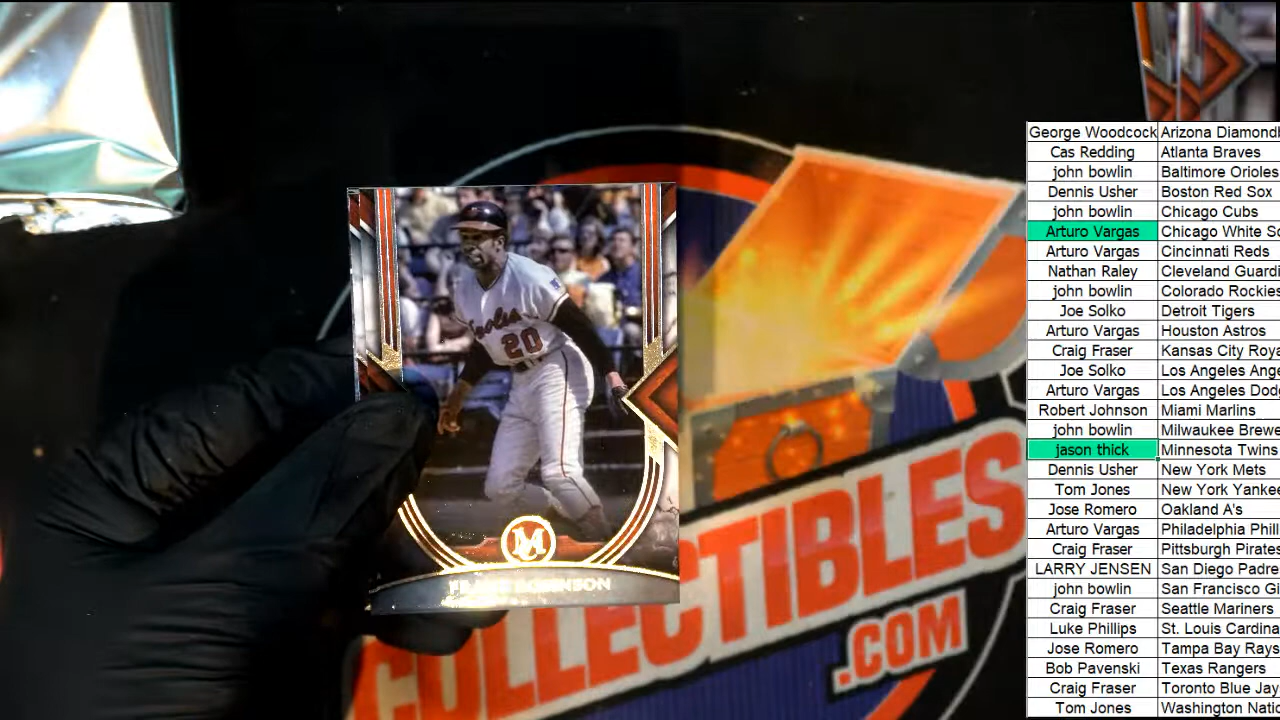 Orioles
20
M
FRANK ROBINSON
COLLECTIBLES
.COM
George Woodcock Arizona Diamondb
Cas Redding Atlanta Braves
john bowlin Baltimore Orioles
Dennis Usher Boston Red Sox
john bowlin Chicago Cubs
Arturo Vargas Chicago White So
Arturo Vargas Cincinnati Reds
Nathan Raley Cleveland Guardi
john bowlin Colorado Rockies
Joe Solko Detroit Tigers
Arturo Vargas Houston Astros
Craig Fraser Kansas City Roya
Joe Solko Los Angeles Ange
Arturo Vargas Los Angeles Dodg
Robert Johnson Miami Marlins
john bowlin Milwaukee Brewe
jason thick Minnesota Twins
Dennis Usher New York Mets
Tom Jones New York Yankee
Jose Romero Oakland A's
Arturo Vargas Philadelphia Phill
Craig Fraser Pittsburgh Pirates
LARRY JENSEN San Diego Padre
john bowlin San Francisco Gi
Craig Fraser Seattle Mariners
Luke Phillips St. Louis Cardina
Jose Romero Tampa Bay Rays
Bob Pavenski Texas Rangers
Craig Fraser Toronto Blue Jay
Tom Jones Washington Natio